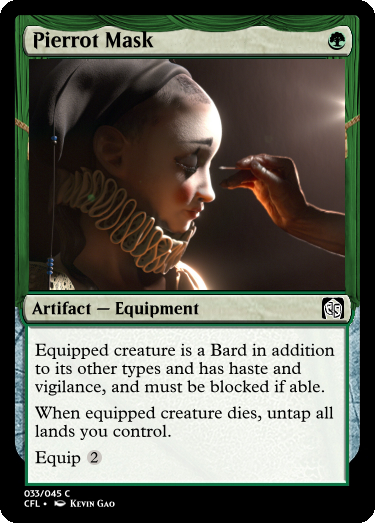 Pierrot Mask
Artifact — Equipment
Equipped creature is a Bard in addition
to its other types and has haste and
vigilance, and must be blocked if able.
When equipped creature dies, untap all
lands you control.
Equip 2
033/045 C
CFL • Kevin Gao